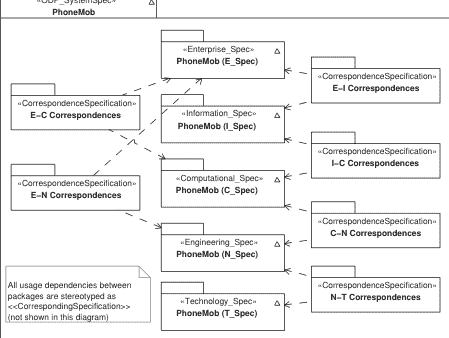 «ODP_SystemSpec»
PhoneMob
«Enterprise_Spec»
PhoneMob (E_Spec)
«CorrespondenceSpecification»
E–I Correspondences
«CorrespondenceSpecification»
E–C Correspondences
«Information_Spec»
PhoneMob (I_Spec)
«CorrespondenceSpecification»
I–C Correspondences
«Computational_Spec»
PhoneMob (C_Spec)
«CorrespondenceSpecification»
E–N Correspondences
«CorrespondenceSpecification»
C–N Correspondences
«Engineering_Spec»
PhoneMob (N_Spec)
«CorrespondenceSpecification»
N–T Correspondences
All usage dependencies between
packages are stereotyped as
<<CorrespondingSpecification>>
(not shown in this diagram)
«Technology_Spec»
PhoneMob (T_Spec)